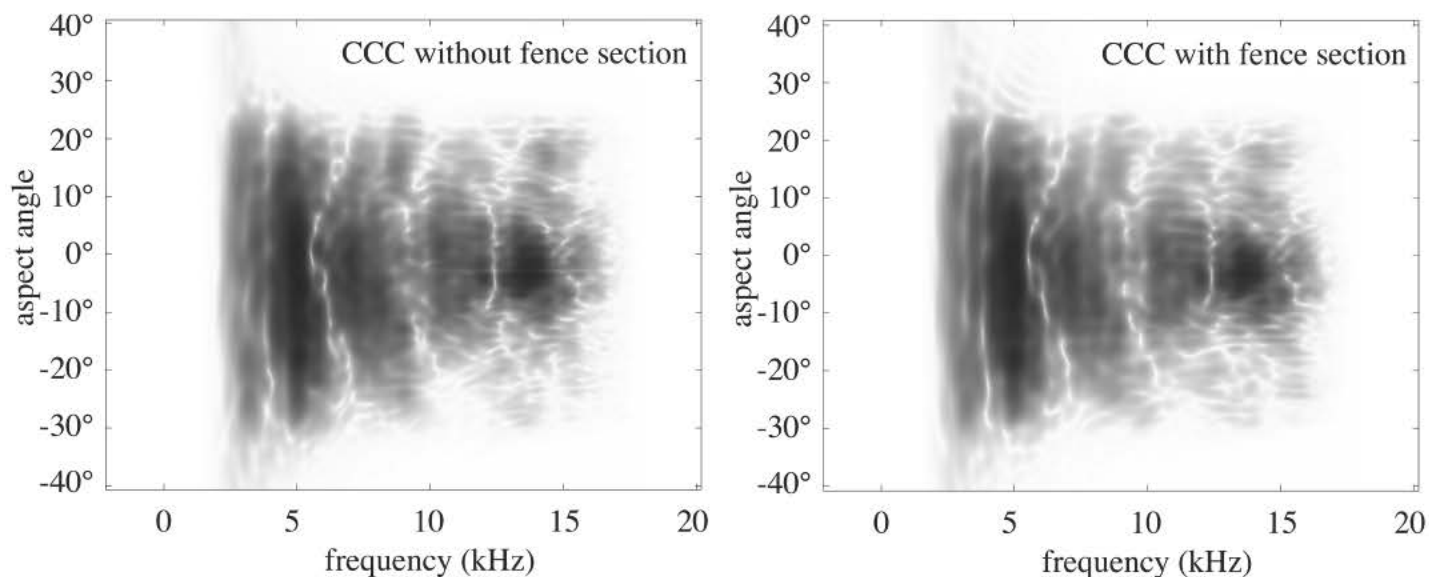 CCC without fence section
40°
30°
20°
10°
0°
-10°
-20°
-30°
-40°
aspect angle
0 5 10 15 20
frequency (kHz)
CCC with fence section
40°
30°
20°
10°
0°
-10°
-20°
-30°
-40°
aspect angle
0 5 10 15 20
frequency (kHz)